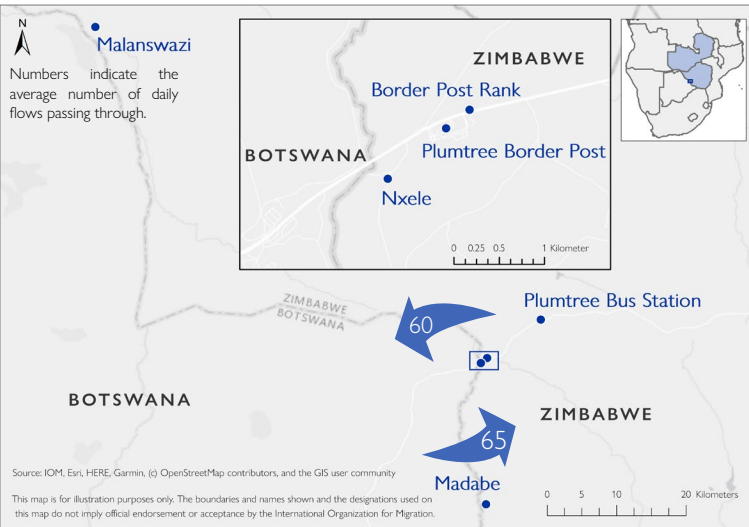 N
Malanswazi
Numbers indicate the
average number of daily
flows passing through.
ZIMBABWE
Border Post Rank
BOTSWANA
Plumtree Border Post
Nxele
0 0.25 0.5 1 Kilometer
ZIMBABWE
BOTSWANA
Plumtree Bus Station
60
BOTSWANA
ZIMBABWE
65
Source: IOM, Esri, HERE, Garmin, (c) OpenStreetMap contributors, and the GIS user community
Madabe
This map is for illustration purposes only. The boundaries and names shown and the designations used on
this map do not imply official endorsement or acceptance by the International Organization for Migration.
0 5 10 20 Kilometers